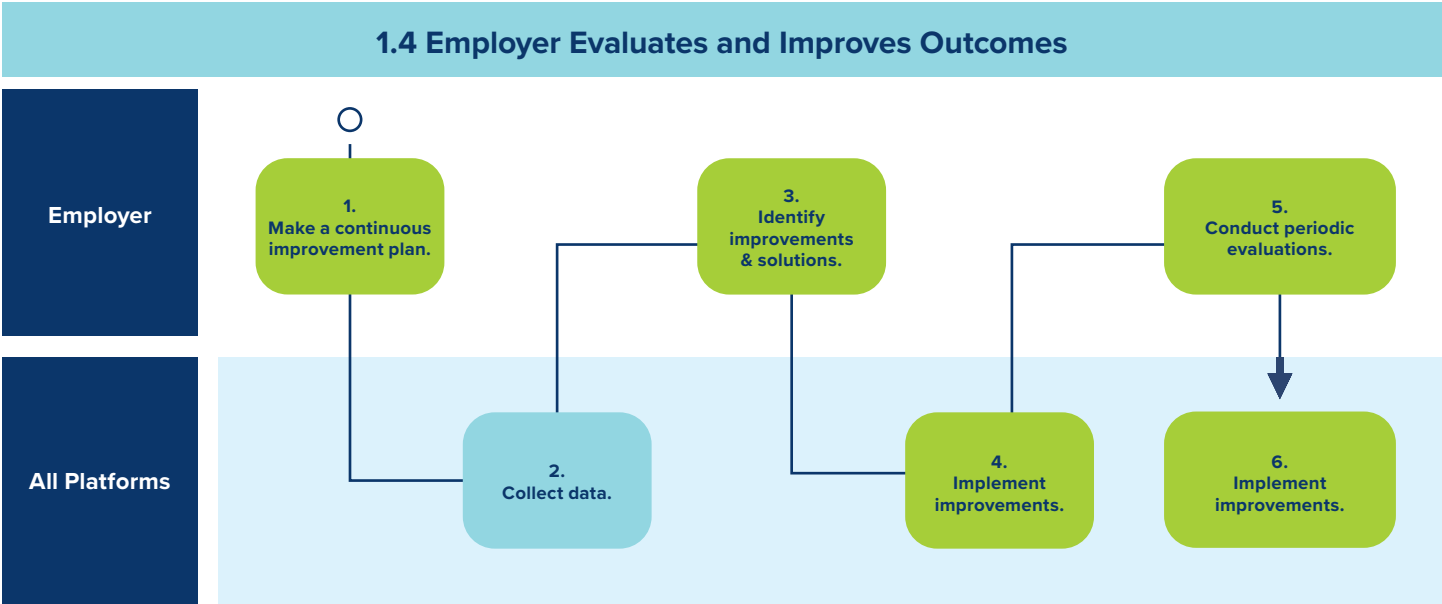 1.4 Employer Evaluates and Improves Outcomes
Employer
1.
Make a continuous
improvement plan.
3.
Identify
improvements
& solutions.
5.
Conduct periodic
evaluations.
All Platforms
2.
Collect data.
4.
Implement
improvements.
6.
Implement
improvements.